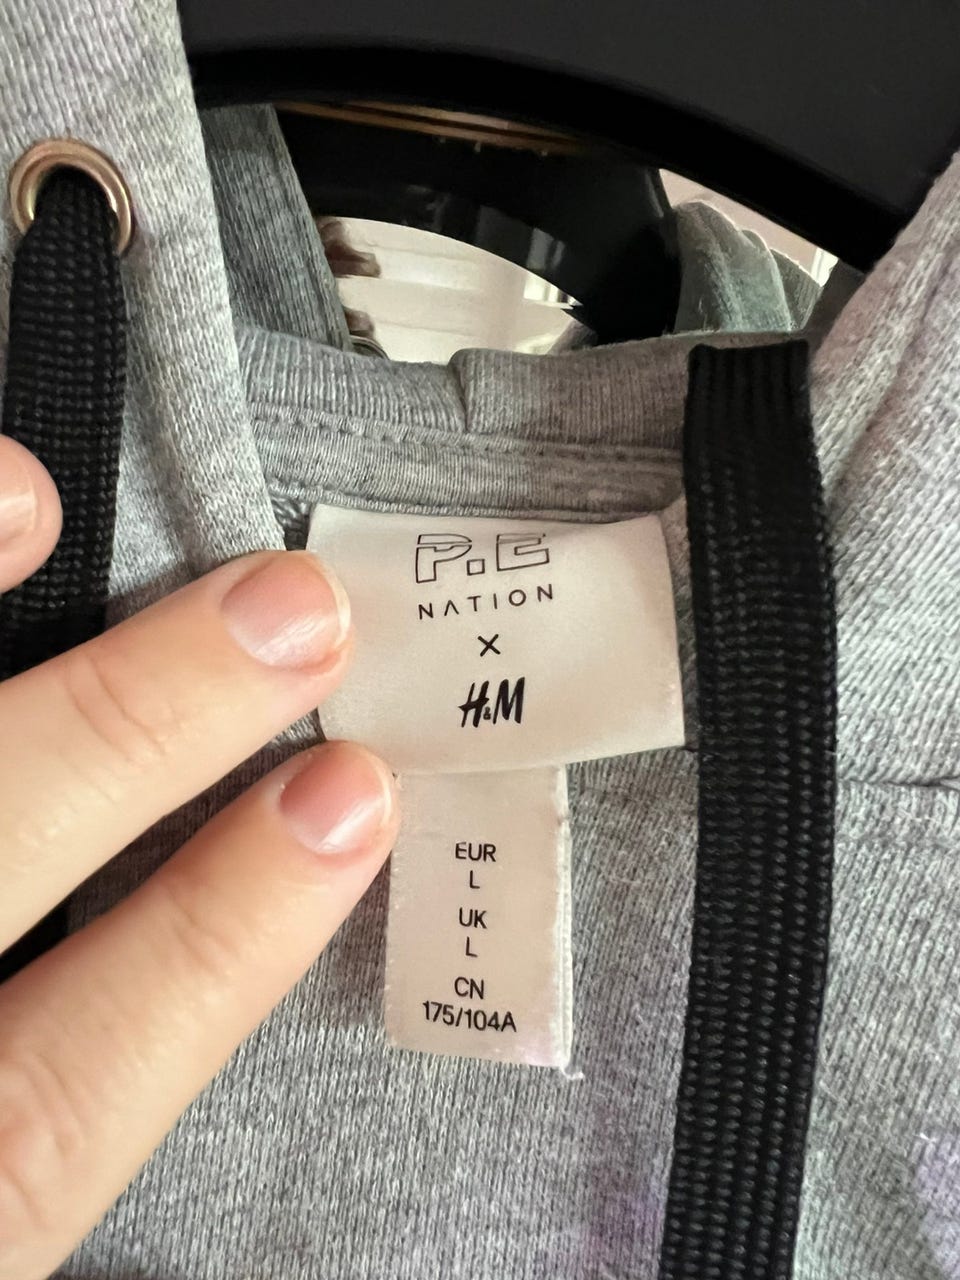 P.E
NATION
X
H&M
EUR
L
UK
L
CN
175/104A